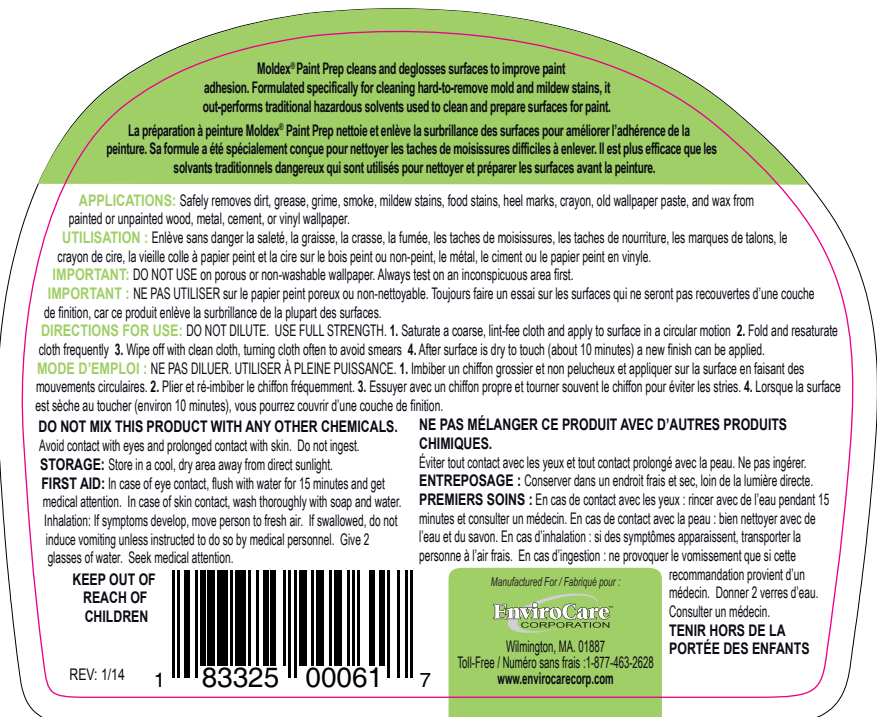 Moldex® Paint Prep cleans and deglosses surfaces to improve paint
adhesion. Formulated specifically for cleaning hard-to-remove mold and mildew stains, it
out-performs traditional hazardous solvents used to clean and prepare surfaces for paint.
La préparation à peinture Moldex® Paint Prep nettoie et enlève la surbrillance des surfaces pour améliorer l'adhérence de la
peinture. Sa formule a été spécialement conçue pour nettoyer les taches de moisissures difficiles à enlever. Il est plus efficace que les
solvants traditionnels dangereux qui sont utilisés pour nettoyer et préparer les surfaces avant la peinture.
APPLICATIONS: Safely removes dirt, grease, grime, smoke, mildew stains, food stains, heel marks, crayon, old wallpaper paste, and wax from
painted or unpainted wood, metal, cement, or vinyl wallpaper.
UTILISATION : Enlève sans danger la saleté, la graisse, la crasse, la fumée, les taches de moisissures, les taches de nourriture, les marques de talons, le
crayon de cire, la vieille colle à papier peint et la cire sur le bois peint ou non-peint, le métal, le ciment ou le papier peint en vinyle.
IMPORTANT: DO NOT USE on porous or non-washable wallpaper. Always test on an inconspicuous area first.
IMPORTANT : NE PAS UTILISER sur le papier peint poreux ou non-nettoyable. Toujours faire un essai sur les surfaces qui ne seront pas recouvertes d'une couche
de finition, car ce produit enlève la surbrillance de la plupart des surfaces.
DIRECTIONS FOR USE: DO NOT DILUTE. USE FULL STRENGTH. 1. Saturate a coarse, lint-fee cloth and apply to surface in a circular motion 2. Fold and resaturate
cloth frequently 3. Wipe off with clean cloth, turning cloth often to avoid smears 4. After surface is dry to touch (about 10 minutes) a new finish can be applied.
MODE D'EMPLOI : NE PAS DILUER. UTILISER À PLEINE PUISSANCE. 1. Imbiber un chiffon grossier et non pelucheux et appliquer sur la surface en faisant des
mouvements circulaires. 2. Plier et ré-imbiber le chiffon fréquemment. 3. Essuyer avec un chiffon propre et tourner souvent le chiffon pour éviter les stries. 4. Lorsque la surface
est sèche au toucher (environ 10 minutes), vous pourrez couvrir d'une couche de finition.
DO NOT MIX THIS PRODUCT WITH ANY OTHER CHEMICALS.
Avoid contact with eyes and prolonged contact with skin. Do not ingest.
STORAGE: Store in a cool, dry area away from direct sunlight.
FIRST AID: In case of eye contact, flush with water for 15 minutes and get
medical attention. In case of skin contact, wash thoroughly with soap and water.
Inhalation: If symptoms develop, move person to fresh air. If swallowed, do not
induce vomiting unless instructed to do so by medical personnel. Give 2
glasses of water. Seek medical attention.
KEEP OUT OF
REACH OF
CHILDREN
REV: 1/14
1 83325 00061 7
NE PAS MÉLANGER CE PRODUIT AVEC D'AUTRES PRODUITS
CHIMIQUES.
Éviter tout contact avec les yeux et tout contact prolongé avec la peau. Ne pas ingérer.
ENTREPOSAGE : Conserver dans un endroit frais et sec, loin de la lumière directe.
PREMIERS SOINS : En cas de contact avec les yeux : rincer avec de l'eau pendant 15
minutes et consulter un médecin. En cas de contact avec la peau : bien nettoyer avec de
l'eau et du savon. En cas d'inhalation : si des symptômes apparaissent, transporter la
personne à l'air frais. En cas d'ingestion : ne provoquer le vomissement que si cette
recommandation provient d'un
médecin. Donner 2 verres d'eau.
Consulter un médecin.
TENIR HORS DE LA
PORTÉE DES ENFANTS
Manufactured For / Fabriqué pour :
EnviroCare™
CORPORATION
Wilmington, MA. 01887
Toll-Free / Numéro sans frais :1-877-463-2628
www.envirocarecorp.com